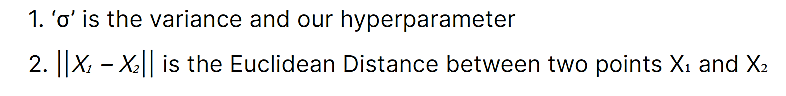 1. ‘σ’ is the variance and our hyperparameter
2. ||X₁ – X₂|| is the Euclidean Distance between two points X₁ and X₂